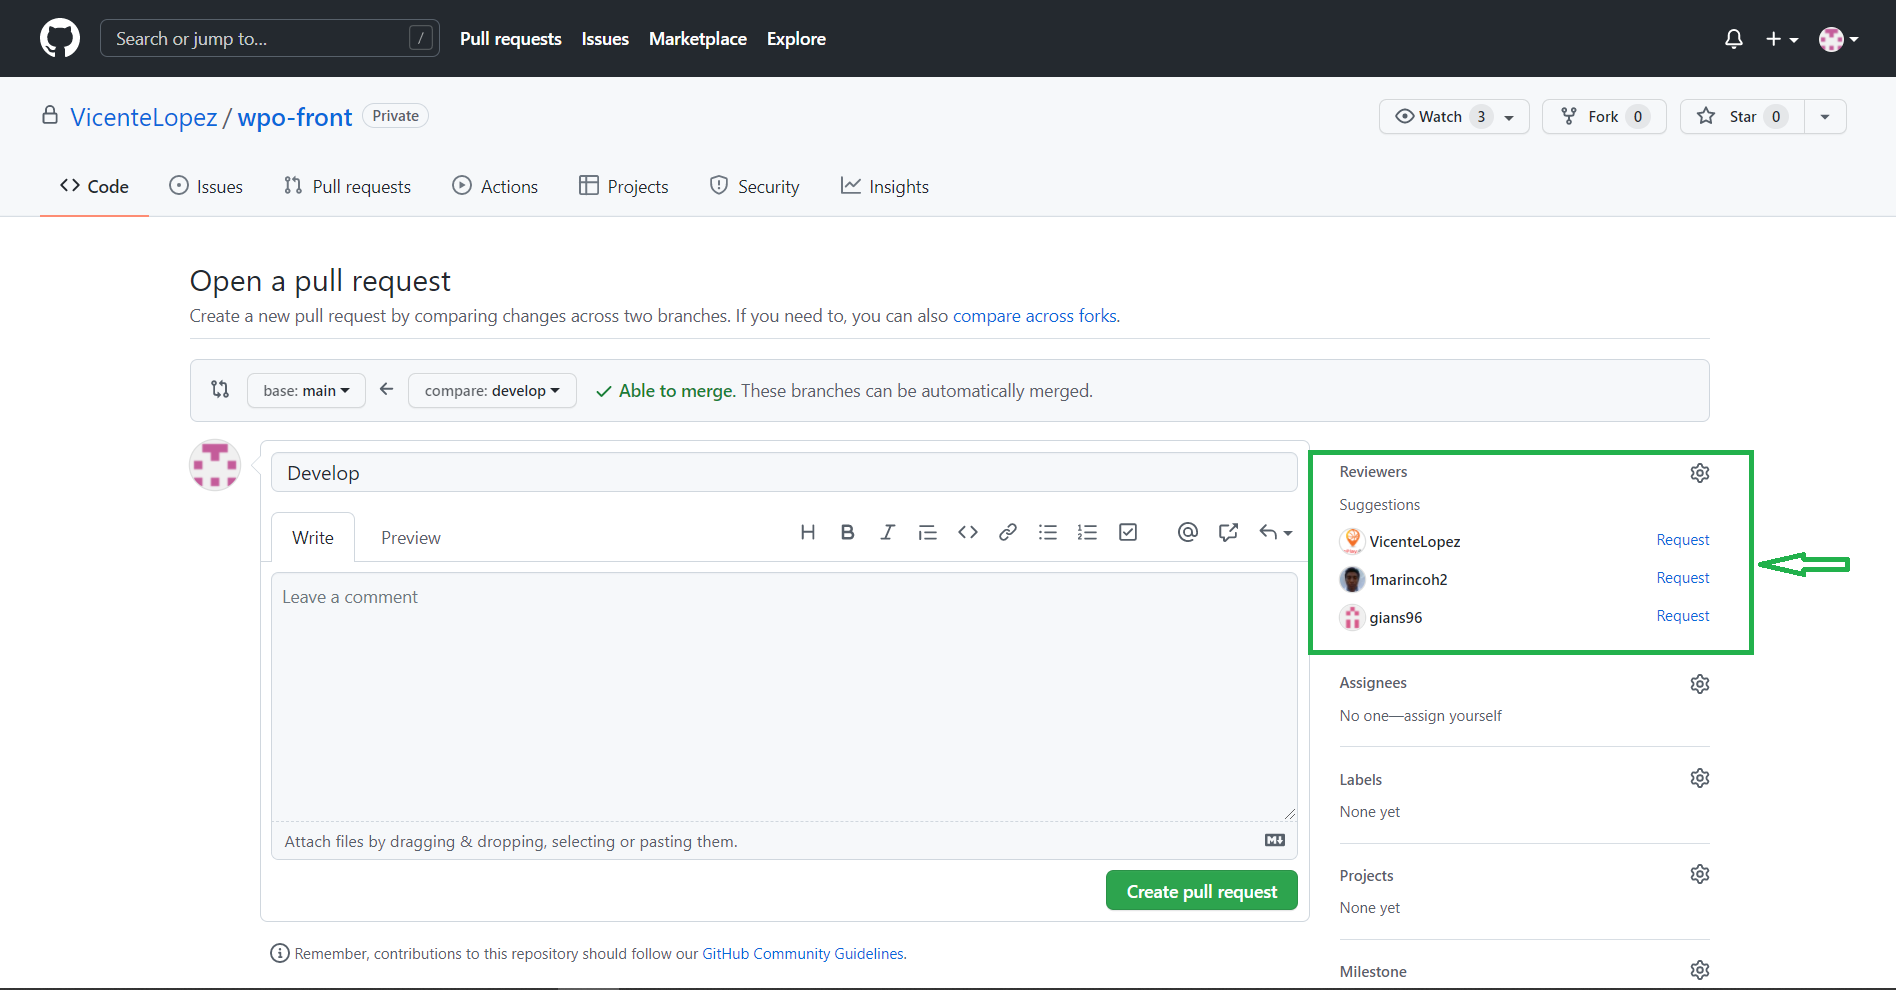 Search or jump to... /
Pull requests Issues Marketplace Explore
VicenteLopez / wpo-front Private
Watch 3 Fork 0 Star 0
Code Issues Pull requests Actions Projects Security Insights
Open a pull request
Create a new pull request by comparing changes across two branches. If you need to, you can also compare across forks.
base: main compare: develop Able to merge. These branches can be automatically merged.
Develop
Write Preview
Leave a comment
Attach files by dragging & dropping, selecting or pasting them.
Create pull request
Remember, contributions to this repository should follow our GitHub Community Guidelines.
Reviewers
Suggestions
VicenteLopez Request
1marincoh2 Request
gians96 Request
Assignees
No one—assign yourself
Labels
None yet
Projects
None yet
Milestone